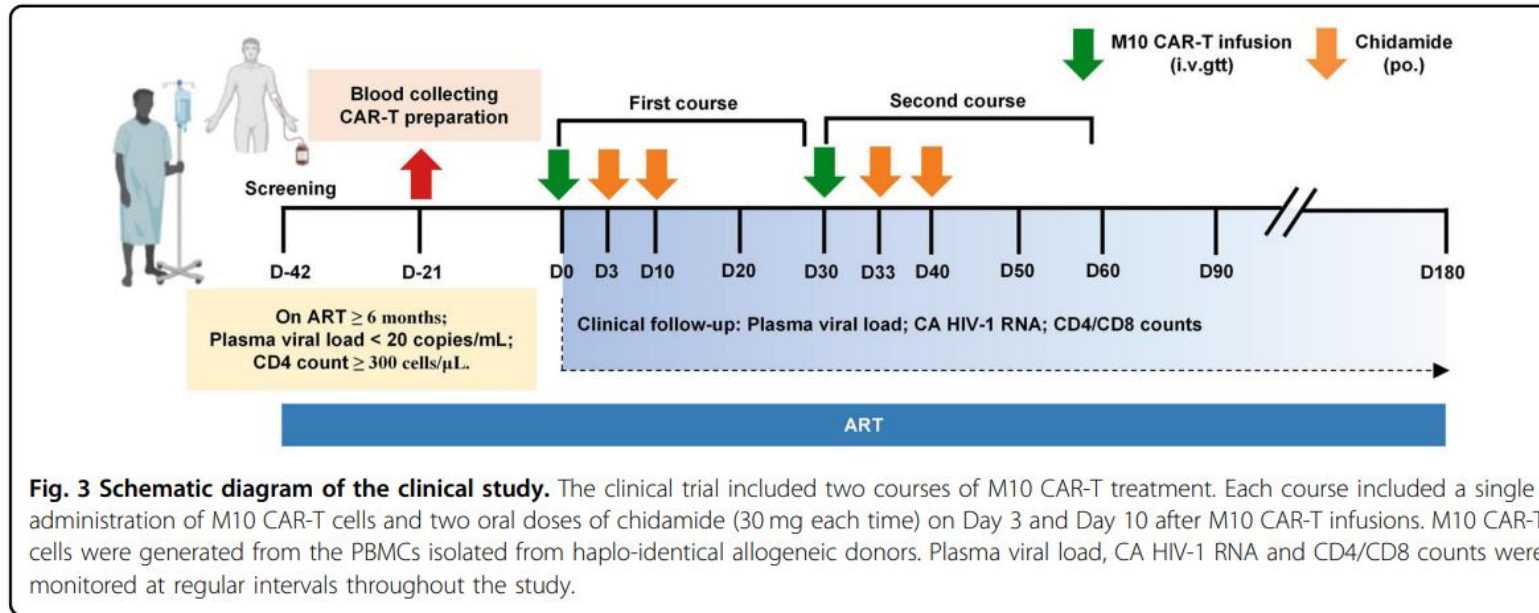 M10 CAR-T infusion
(i.v.gtt)
Chidamide
(po.)
Blood collecting
CAR-T preparation
First course
Second course
Screening
D-42
D-21
D0
D3
D10
D20
D30
D33
D40
D50
D60
D90
D180
On ART ≥ 6 months;
Plasma viral load < 20 copies/mL;
CD4 count ≥ 300 cells/μL.
Clinical follow-up: Plasma viral load; CA HIV-1 RNA; CD4/CD8 counts
ART
Fig. 3 Schematic diagram of the clinical study. The clinical trial included two courses of M10 CAR-T treatment. Each course included a single
administration of M10 CAR-T cells and two oral doses of chidamide (30 mg each time) on Day 3 and Day 10 after M10 CAR-T infusions. M10 CAR-T
cells were generated from the PBMCs isolated from haplo-identical allogeneic donors. Plasma viral load, CA HIV-1 RNA and CD4/CD8 counts were
monitored at regular intervals throughout the study.